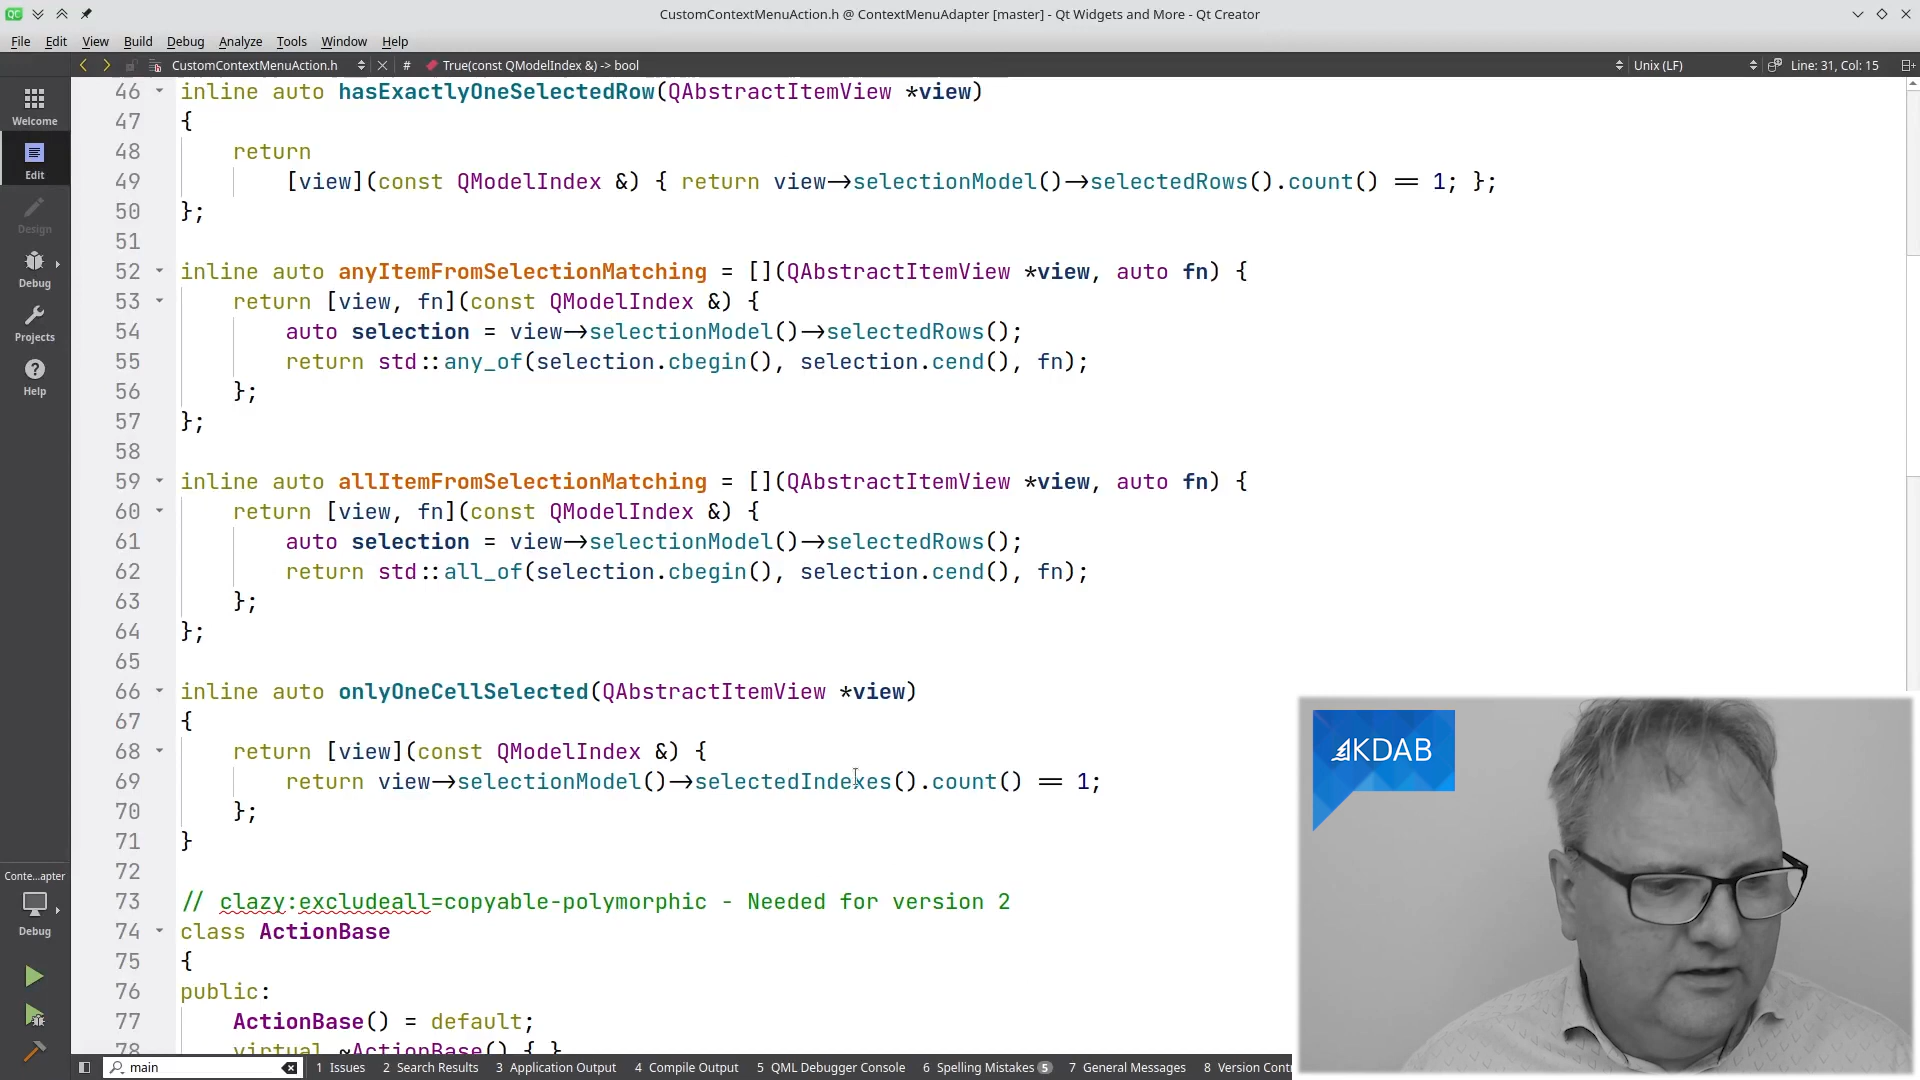 CustomContextMenuAction.h @ ContextMenuAdapter [master] - Qt Widgets and More - Qt Creator
File Edit View Build Debug Analyze Tools Window Help
CustomContextMenuAction.h # True(const QModelIndex &) -> bool Unix (LF) Line: 31, Col: 15
46 inline auto hasExactlyOneSelectedRow(QAbstractItemView *view)
47 {
48 return
49 [view](const QModelIndex &) { return view->selectionModel()->selectedRows().count() == 1; };
50 };
51
52 inline auto anyItemFromSelectionMatching = [](QAbstractItemView *view, auto fn) {
53 return [view, fn](const QModelIndex &) {
54 auto selection = view->selectionModel()->selectedRows();
55 return std::any_of(selection.cbegin(), selection.cend(), fn);
56 };
57 };
58
59 inline auto allItemFromSelectionMatching = [](QAbstractItemView *view, auto fn) {
60 return [view, fn](const QModelIndex &) {
61 auto selection = view->selectionModel()->selectedRows();
62 return std::all_of(selection.cbegin(), selection.cend(), fn);
63 };
64 };
65
66 inline auto onlyOneCellSelected(QAbstractItemView *view)
67 {
68 return [view](const QModelIndex &) {
69 return view->selectionModel()->selectedIndexes().count() == 1;
70 };
71 }
72
73 // clazy:excludeall=copyable-polymorphic - Needed for version 2
74 class ActionBase
75 {
76 public:
77 ActionBase() = default;
78 virtual ~ActionBase() { }
Welcome
Edit
Design
Debug
Projects
Help
Conte...apter
Debug
KDAB
main 1 Issues 2 Search Results 3 Application Output 4 Compile Output 5 QML Debugger Console 6 Spelling Mistakes 5 7 General Messages 8 Version Contr